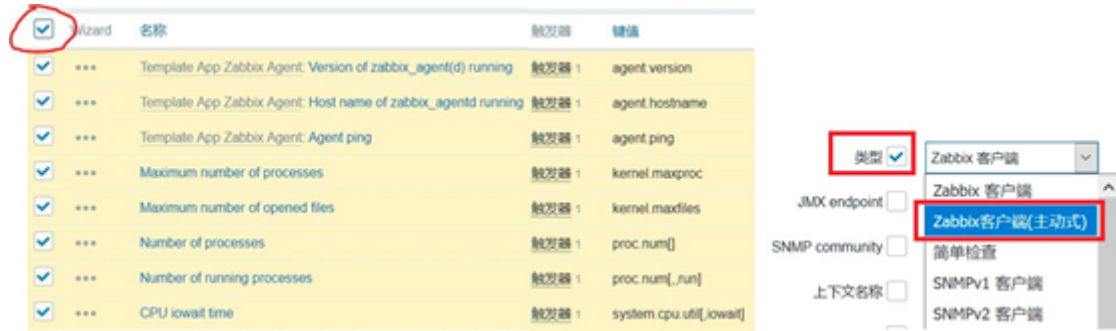 Wizard 名称 触发器 键值
Template App Zabbix Agent: Version of zabbix_agent(d) running 触发器 1 agent.version
Template App Zabbix Agent: Host name of zabbix_agentd running 触发器 1 agent.hostname
Template App Zabbix Agent: Agent ping 触发器 1 agent.ping
Maximum number of processes 触发器 1 kernel.maxproc
Maximum number of opened files 触发器 1 kernel.maxfiles
Number of processes 触发器 1 proc.num[]
Number of running processes 触发器 1 proc.num[,,run]
CPU iowait time 触发器 1 system.cpu.util[,iowait]
类型 Zabbix 客户端
Zabbix 客户端
JMX endpoint
Zabbix客户端(主动式)
SNMP community
简单检查
上下文名称
SNMPv1 客户端
SNMPv2 客户端